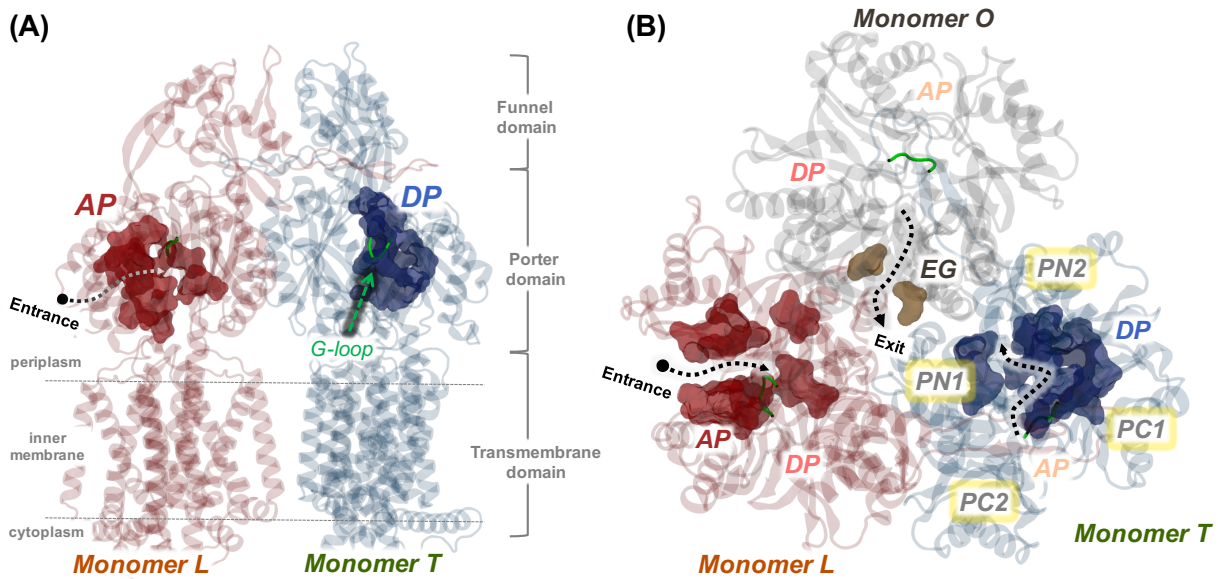 (A)
AP
DP
Entrance
G-loop
Funnel
domain
Porter
domain
periplasm
inner
membrane
Transmembrane
domain
cytoplasm
Monomer L
Monomer T
(B)
Monomer O
AP
DP
EG
PN2
DP
Exit
Entrance
PN1
PC1
AP
DP
AP
PC2
Monomer T
Monomer L